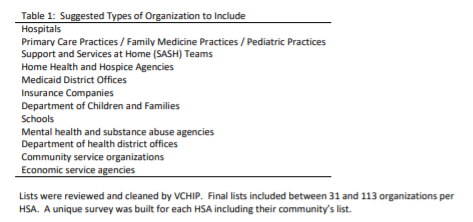 Table 1:  Suggested Types of Organization to Include
Hospitals
Primary Care Practices / Family Medicine Practices / Pediatric Practices
Support and Services at Home (SASH) Teams
Home Health and Hospice Agencies
Medicaid District Offices
Insurance Companies
Department of Children and Families
Schools
Mental health and substance abuse agencies
Department of health district offices
Community service organizations
Economic service agencies
Lists were reviewed and cleaned by VCHIP.  Final lists included between 31 and 113 organizations per
HSA.  A unique survey was built for each HSA including their community's list.